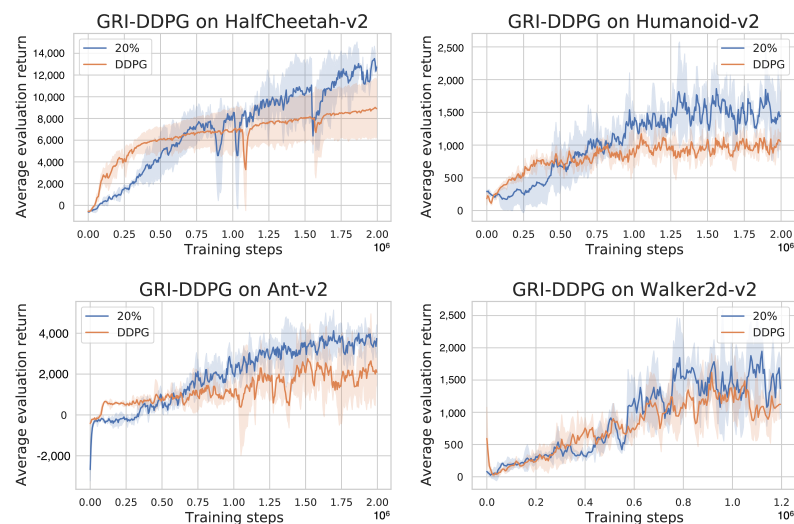 GRI-DDPG on HalfCheetah-v2
Average evaluation return
14,000
12,000
10,000
8,000
6,000
4,000
2,000
0
20%
DDPG
0.00 0.25 0.50 0.75 1.00 1.25 1.50 1.75 2.00
Training steps
10⁶
GRI-DDPG on Humanoid-v2
Average evaluation return
2,500
2,000
1,500
1,000
500
0
20%
DDPG
0.00 0.25 0.50 0.75 1.00 1.25 1.50 1.75 2.00
Training steps
10⁶
GRI-DDPG on Ant-v2
Average evaluation return
4,000
2,000
0
-2,000
20%
DDPG
0.00 0.25 0.50 0.75 1.00 1.25 1.50 1.75 2.00
Training steps
10⁶
GRI-DDPG on Walker2d-v2
Average evaluation return
2,500
2,000
1,500
1,000
500
0
20%
DDPG
0.0 0.2 0.4 0.6 0.8 1.0 1.2
Training steps
10⁶